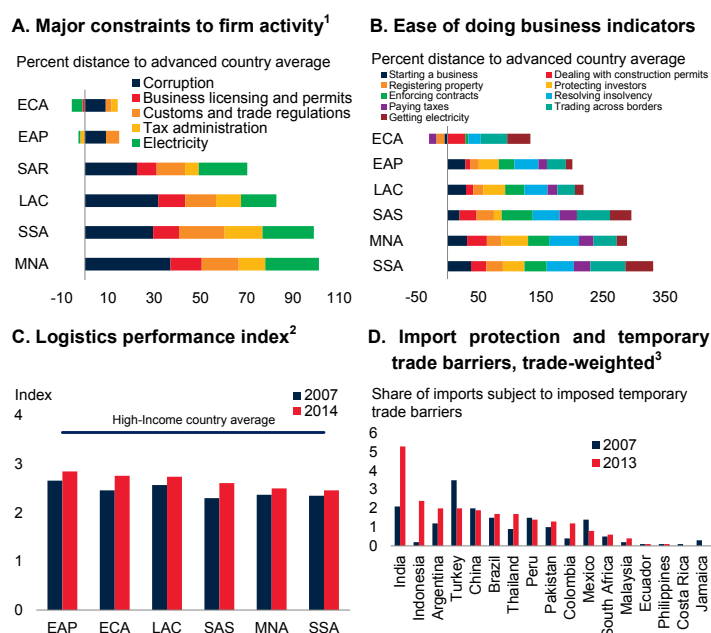 A. Major constraints to firm activity1
Percent distance to advanced country average
Corruption
Business licensing and permits
Customs and trade regulations
Tax administration
Electricity
ECA
EAP
SAR
LAC
SSA
MNA
-10 10 30 50 70 90 110
B. Ease of doing business indicators
Percent distance to advanced country average
Starting a business
Dealing with construction permits
Registering property
Protecting investors
Enforcing contracts
Resolving insolvency
Paying taxes
Trading across borders
Getting electricity
ECA
EAP
LAC
SAS
MNA
SSA
-50 50 150 250 350
C. Logistics performance index2
Index
2007
2014
High-Income country average
4
3
2
1
0
EAP ECA LAC SAS MNA SSA
D. Import protection and temporary
trade barriers, trade-weighted3
Share of imports subject to imposed temporary
trade barriers
2007
2013
6
5
4
3
2
1
0
India
Indonesia
Argentina
Turkey
China
Brazil
Thailand
Peru
Pakistan
Colombia
Mexico
South Africa
Malaysia
Ecuador
Philippines
Costa Rica
Jamaica